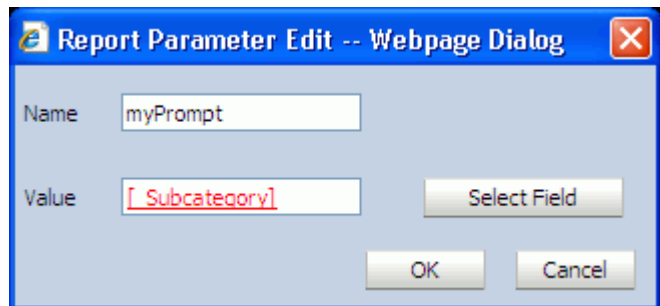 Report Parameter Edit -- Webpage Dialog
Name myPrompt
Value [_Subcategory] Select Field
OK Cancel